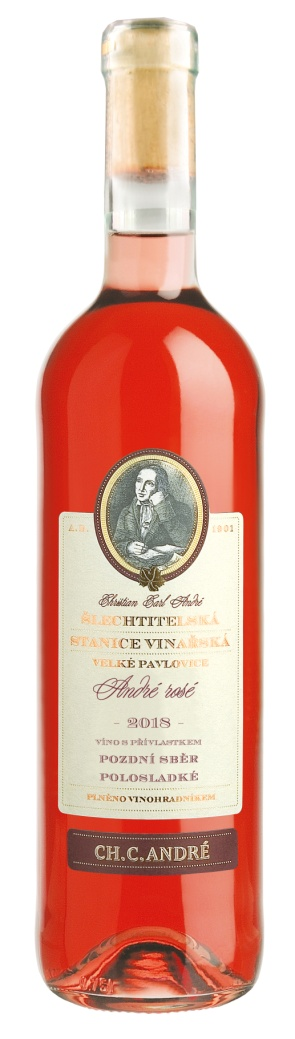 A.D. 1901
Christian Carl André
ŠLECHTITELSKÁ
STANICE VINAŘSKÁ
VELKÉ PAVLOVICE
André rosé
- 2018 -
VÍNO S PŘÍVLASTKEM
POZDNÍ SBĚR
POLOSLADKÉ
PLNĚNO VINOHRADNÍKEM
CH.C.ANDRÉ